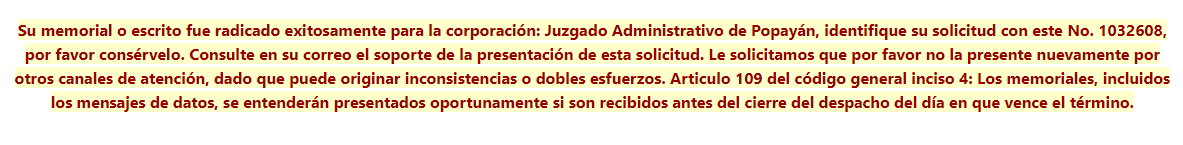 Su memorial o escrito fue radicado exitosamente para la corporación: Juzgado Administrativo de Popayán, identifique su solicitud con este No. 1032608,
por favor consérvelo. Consulte en su correo el soporte de la presentación de esta solicitud. Le solicitamos que por favor no la presente nuevamente por
otros canales de atención, dado que puede originar inconsistencias o dobles esfuerzos. Articulo 109 del código general inciso 4: Los memoriales, incluidos
los mensajes de datos, se entenderán presentados oportunamente si son recibidos antes del cierre del despacho del día en que vence el término.